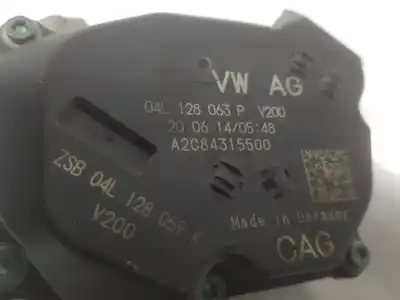 VW AG
04L 128 063 P V200
20 06 14/05:48
A2C84315500
ZSB 04L 128 059 K
V200
Made in Germany
CAG